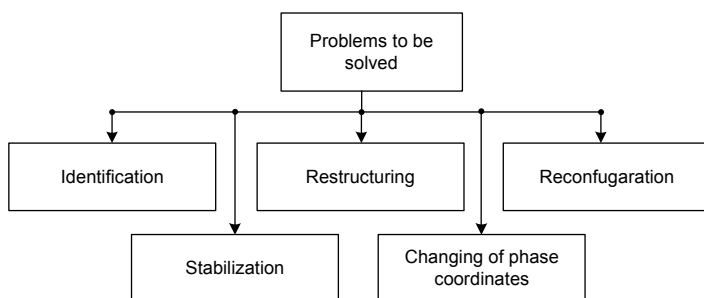 Problems to be
solved
Identification
Restructuring
Reconfugaration
Stabilization
Changing of phase
coordinates